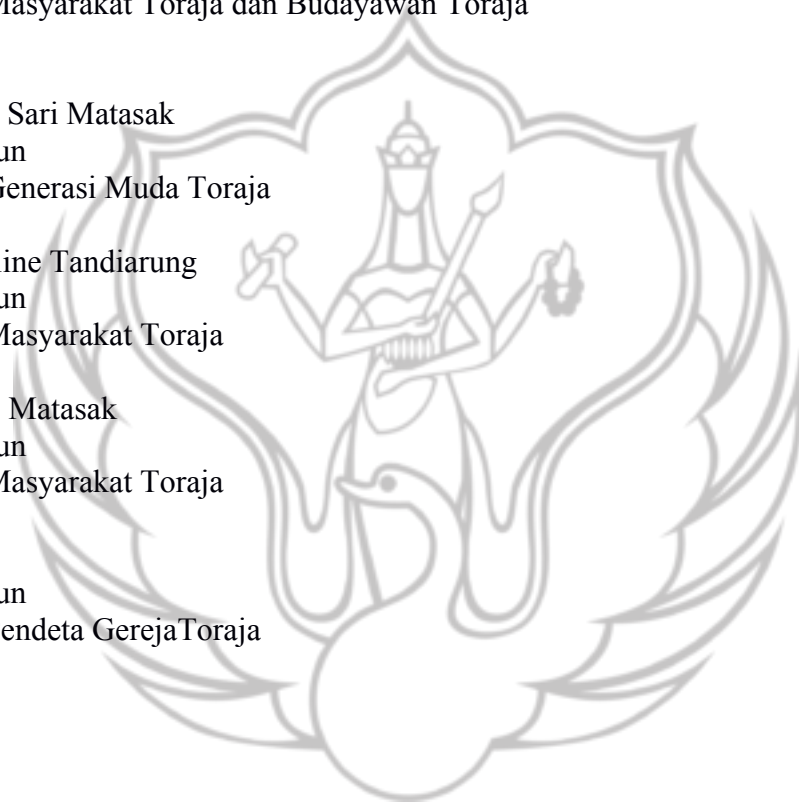 Masyarakat Toraja dan Budayawan Toraja
Sari Matasak
un
Generasi Muda Toraja
line Tandiarung
un
Masyarakat Toraja
Matasak
un
Masyarakat Toraja
un
endeta GerejaToraja